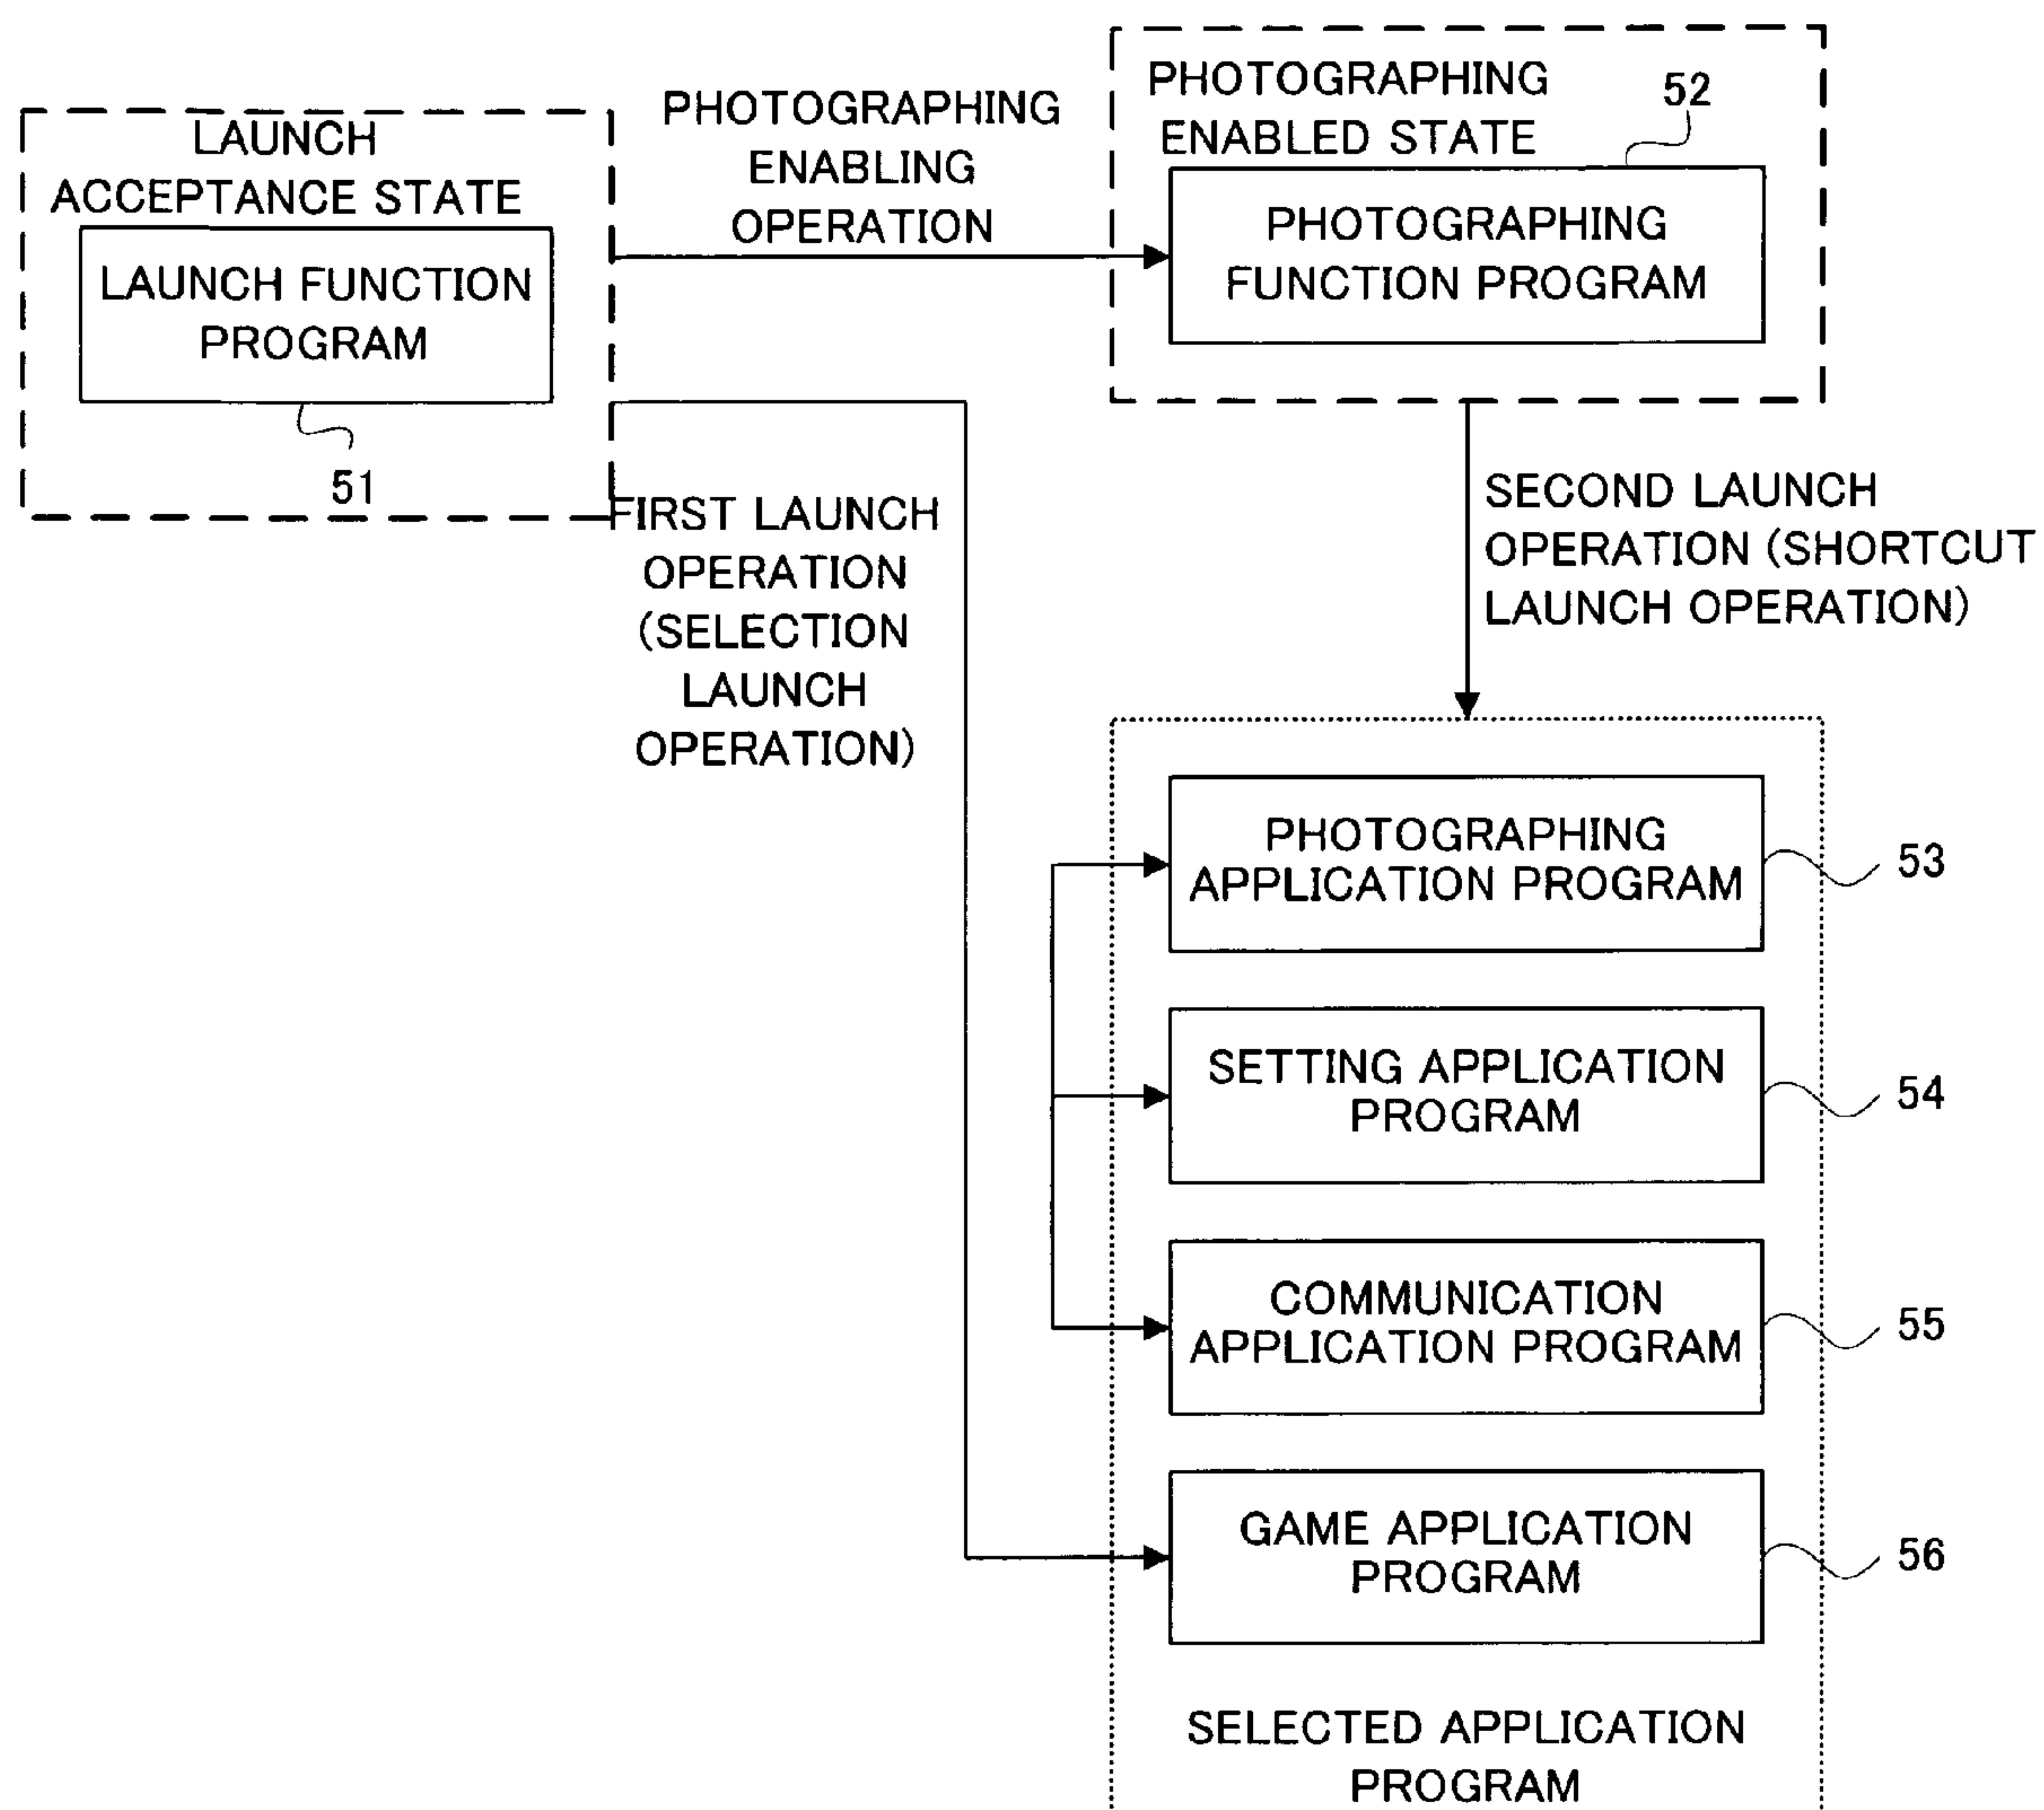 LAUNCH
ACCEPTANCE STATE
LAUNCH FUNCTION
PROGRAM
51
PHOTOGRAPHING
ENABLING
OPERATION
PHOTOGRAPHING
ENABLED STATE
52
PHOTOGRAPHING
FUNCTION PROGRAM
FIRST LAUNCH
OPERATION
(SELECTION
LAUNCH
OPERATION)
SECOND LAUNCH
OPERATION (SHORTCUT
LAUNCH OPERATION)
PHOTOGRAPHING
APPLICATION PROGRAM
53
SETTING APPLICATION
PROGRAM
54
COMMUNICATION
APPLICATION PROGRAM
55
GAME APPLICATION
PROGRAM
56
SELECTED APPLICATION
PROGRAM